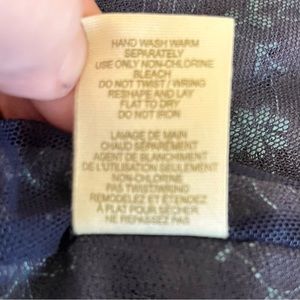 HAND WASH WARM
SEPARATELY
USE ONLY NON-CHLORINE
BLEACH
DO NOT TWIST / WRING
RESHAPE AND LAY
FLAT TO DRY
DO NOT IRON
LAVAGE DE MAIN
CHAUD SEPARÉMENT
AGENT DE BLANCHIMENT
DE L'UTILISATION SEULEMENT
NON-CHLORINE
PAS TWIST/WRING
REMODELEZ ET ÉTENDEZ
À PLAT POUR SÉCHER
NE REPASSEZ PAS